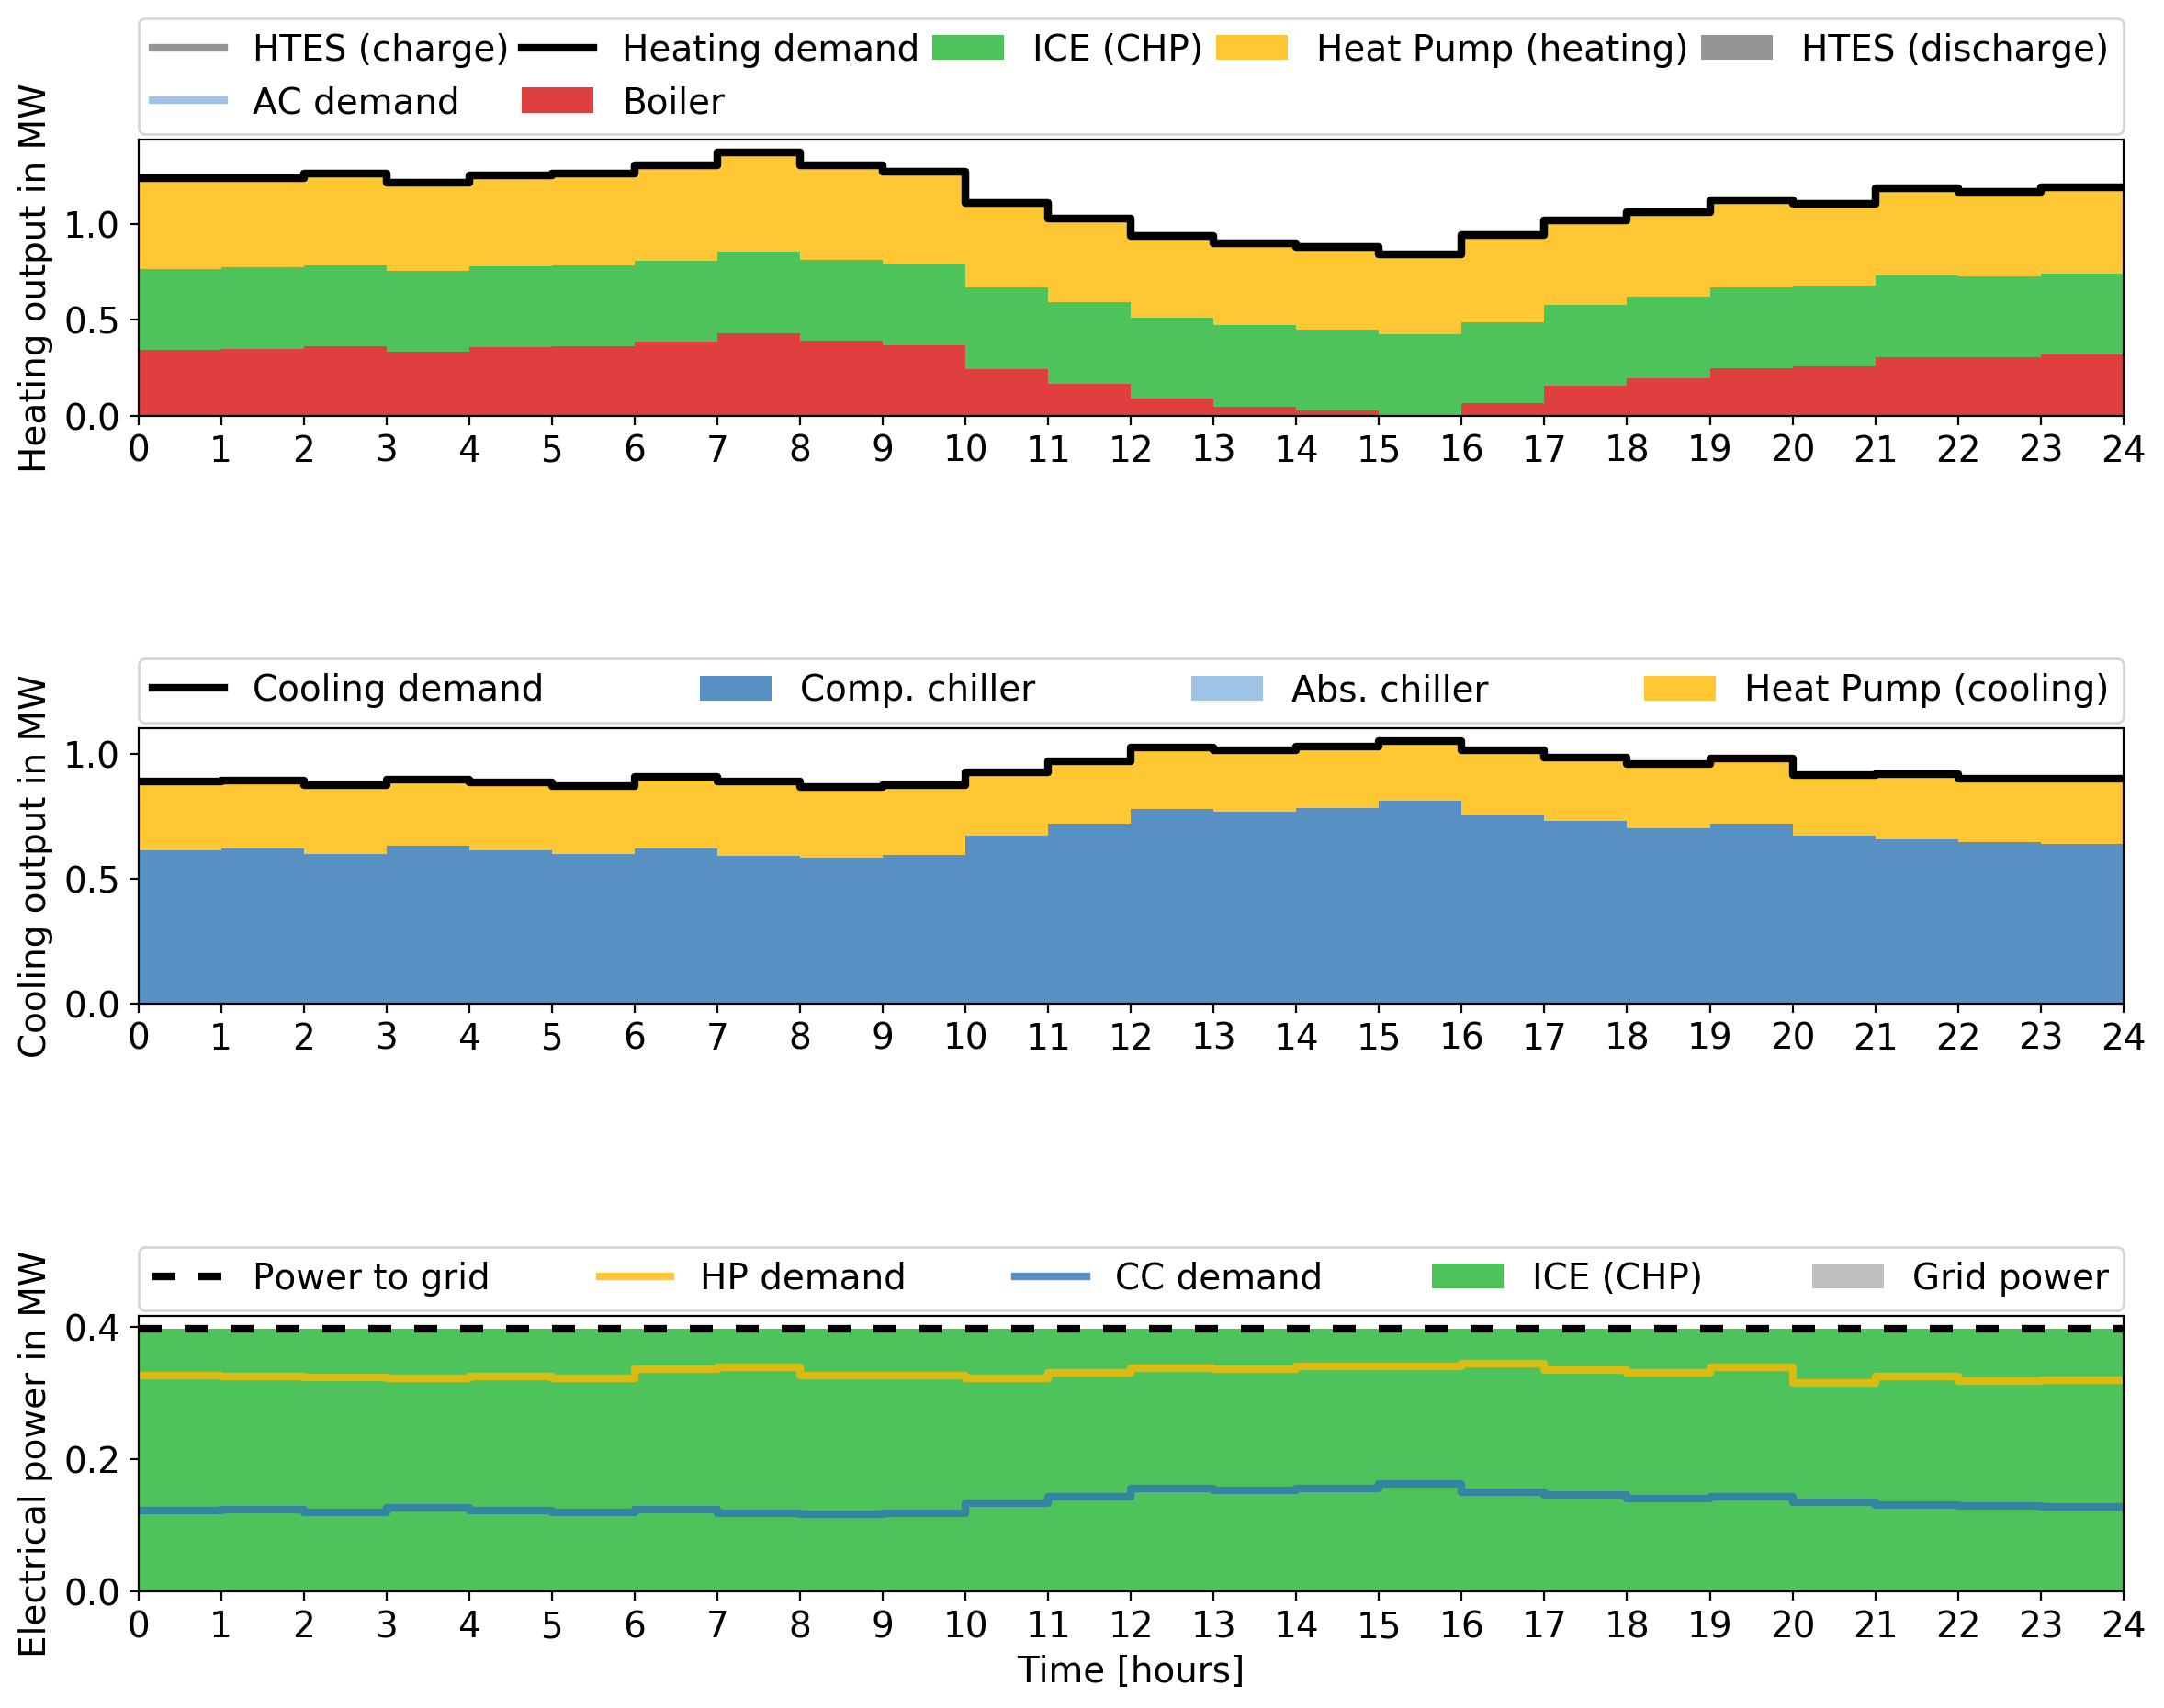 HTES (charge) Heating demand ICE (CHP) Heat Pump (heating) HTES (discharge)
AC demand Boiler
Heating output in MW
1.0
0.5
0.0
0 1 2 3 4 5 6 7 8 9 10 11 12 13 14 15 16 17 18 19 20 21 22 23 24
Cooling demand Comp. chiller Abs. chiller Heat Pump (cooling)
Cooling output in MW
1.0
0.5
0.0
0 1 2 3 4 5 6 7 8 9 10 11 12 13 14 15 16 17 18 19 20 21 22 23 24
Power to grid HP demand CC demand ICE (CHP) Grid power
Electrical power in MW
0.4
0.2
0.0
0 1 2 3 4 5 6 7 8 9 10 11 12 13 14 15 16 17 18 19 20 21 22 23 24
Time [hours]